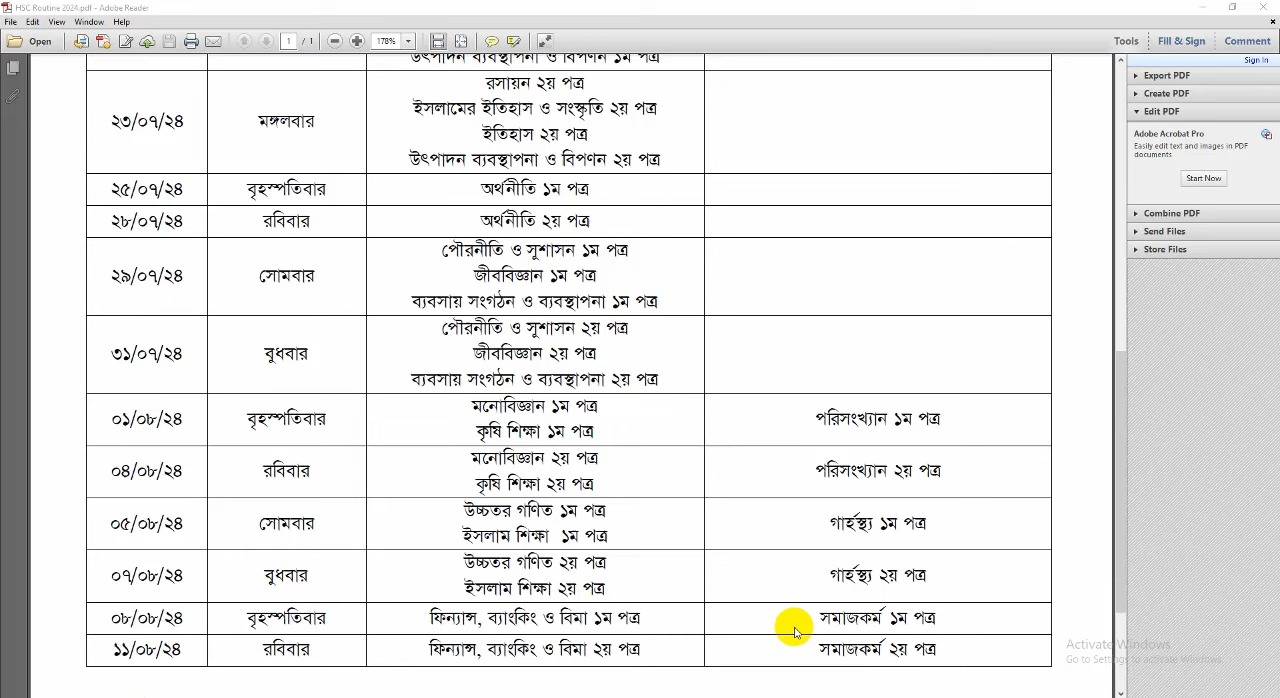 HSC Routine 2024.pdf - Adobe Reader
File Edit View Window Help
Open 1 / 1 178% Tools Fill & Sign Comment
Sign In
Export PDF
Create PDF
Edit PDF
Adobe Acrobat Pro
Easily edit text and images in PDF
documents
Start Now
Combine PDF
Send Files
Store Files
উৎপাদন ব্যবস্থাপনা ও বিপণন ১ম পত্র
রসায়ন ২য় পত্র
ইসলামের ইতিহাস ও সংস্কৃতি ২য় পত্র
২৩/০৭/২৪ মঙ্গলবার
ইতিহাস ২য় পত্র
উৎপাদন ব্যবস্থাপনা ও বিপণন ২য় পত্র
২৫/০৭/২৪ বৃহস্পতিবার অর্থনীতি ১ম পত্র
২৮/০৭/২৪ রবিবার অর্থনীতি ২য় পত্র
পৌরনীতি ও সুশাসন ১ম পত্র
২৯/০৭/২৪ সোমবার জীববিজ্ঞান ১ম পত্র
ব্যবসায় সংগঠন ও ব্যবস্থাপনা ১ম পত্র
পৌরনীতি ও সুশাসন ২য় পত্র
৩১/০৭/২৪ বুধবার জীববিজ্ঞান ২য় পত্র
ব্যবসায় সংগঠন ও ব্যবস্থাপনা ২য় পত্র
মনোবিজ্ঞান ১ম পত্র
০১/০৮/২৪ বৃহস্পতিবার পরিসংখ্যান ১ম পত্র
কৃষি শিক্ষা ১ম পত্র
মনোবিজ্ঞান ২য় পত্র
০৪/০৮/২৪ রবিবার পরিসংখ্যান ২য় পত্র
কৃষি শিক্ষা ২য় পত্র
উচ্চতর গণিত ১ম পত্র
০৫/০৮/২৪ সোমবার গার্হস্থ্য ১ম পত্র
ইসলাম শিক্ষা ১ম পত্র
উচ্চতর গণিত ২য় পত্র
০৭/০৮/২৪ বুধবার গার্হস্থ্য ২য় পত্র
ইসলাম শিক্ষা ২য় পত্র
০৮/০৮/২৪ বৃহস্পতিবার ফিন্যান্স, ব্যাংকিং ও বিমা ১ম পত্র সমাজকর্ম ১ম পত্র
১১/০৮/২৪ রবিবার ফিন্যান্স, ব্যাংকিং ও বিমা ২য় পত্র সমাজকর্ম ২য় পত্র
Activate Windows
Go to Settings to activate Windows.